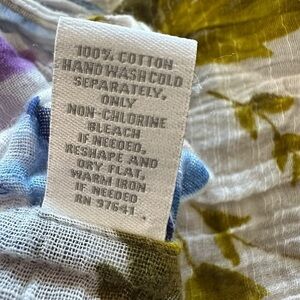 100% COTTON
HAND WASH COLD
SEPARATELY,
ONLY
NON-CHLORINE
BLEACH
IF NEEDED,
RESHAPE AND
DRY FLAT,
WARM IRON
IF NEEDED
RN 97641